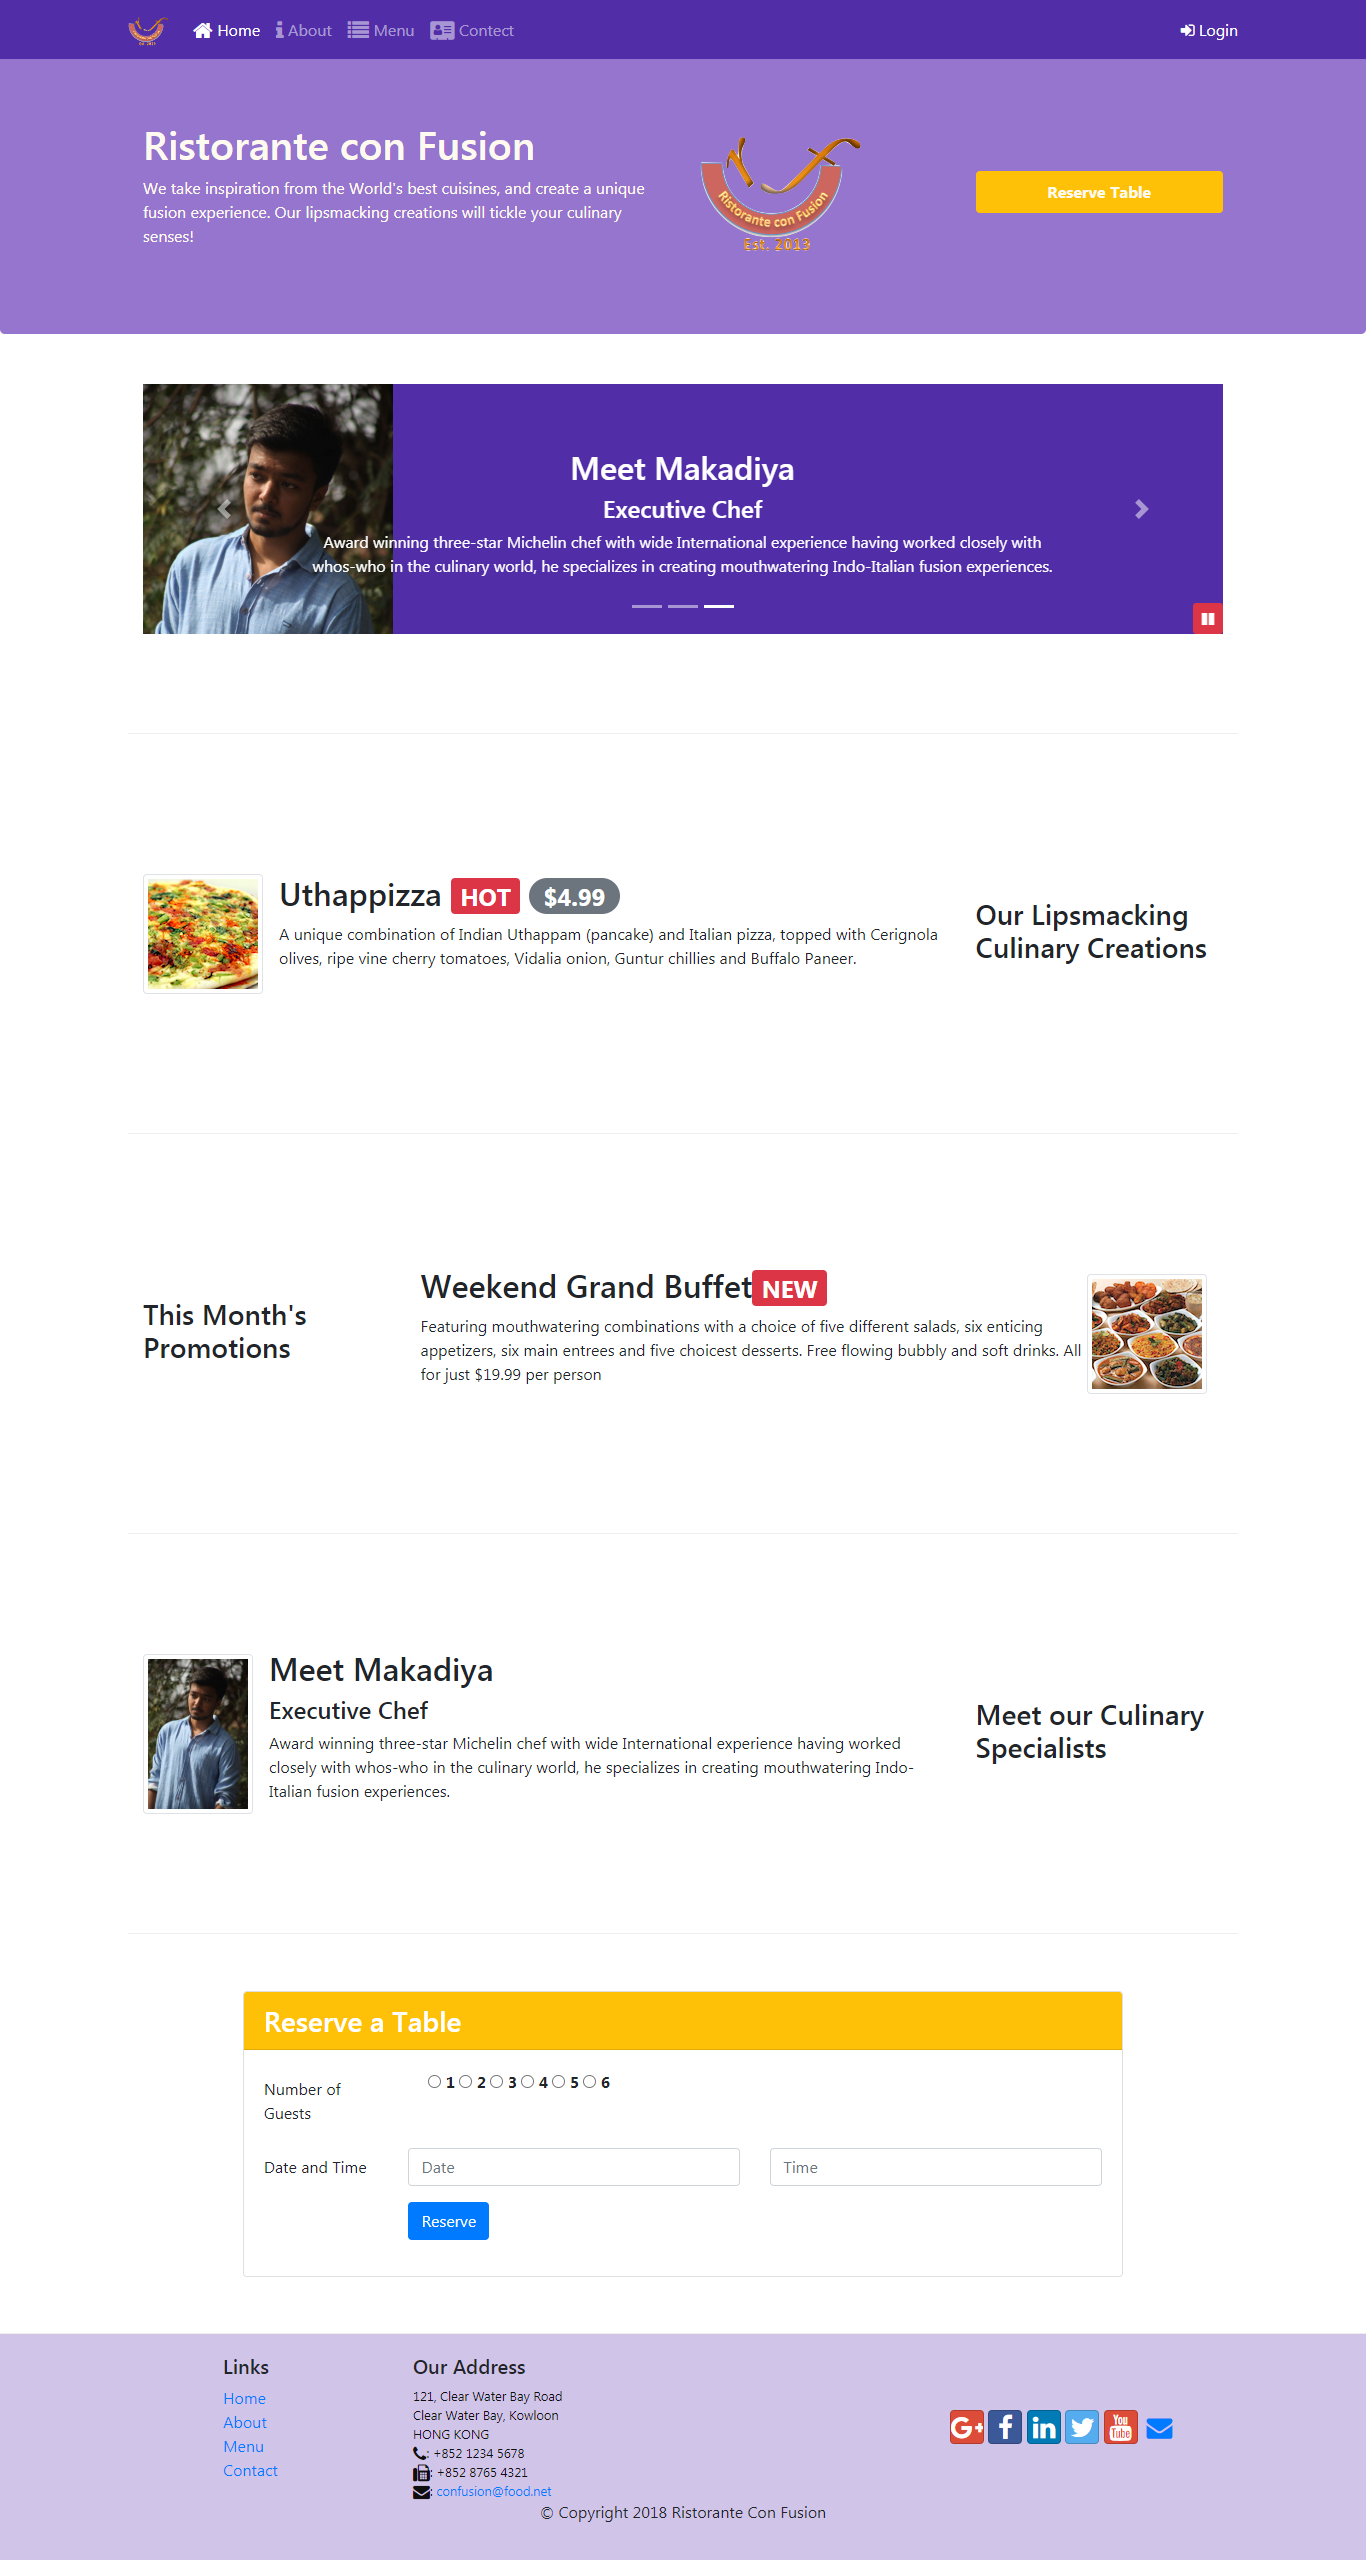 Home About Menu Contect Login
Ristorante con Fusion
We take inspiration from the World's best cuisines, and create a unique
fusion experience. Our lipsmacking creations will tickle your culinary
senses!
Ristorante con Fusion
Est. 2013
Reserve Table
Meet Makadiya
Executive Chef
Award winning three-star Michelin chef with wide International experience having worked closely with
whos-who in the culinary world, he specializes in creating mouthwatering Indo-Italian fusion experiences.
Uthappizza HOT $4.99
A unique combination of Indian Uthappam (pancake) and Italian pizza, topped with Cerignola
olives, ripe vine cherry tomatoes, Vidalia onion, Guntur chillies and Buffalo Paneer.
Our Lipsmacking
Culinary Creations
This Month's
Promotions
Weekend Grand Buffet NEW
Featuring mouthwatering combinations with a choice of five different salads, six enticing
appetizers, six main entrees and five choicest desserts. Free flowing bubbly and soft drinks. All
for just $19.99 per person
Meet Makadiya
Executive Chef
Award winning three-star Michelin chef with wide International experience having worked
closely with whos-who in the culinary world, he specializes in creating mouthwatering Indo-
Italian fusion experiences.
Meet our Culinary
Specialists
Reserve a Table
Number of
Guests
1 2 3 4 5 6
Date and Time
Date
Time
Reserve
Links
Home
About
Menu
Contact
Our Address
121, Clear Water Bay Road
Clear Water Bay, Kowloon
HONG KONG
: +852 1234 5678
: +852 8765 4321
: confusion@food.net
G+ f in You Tube
© Copyright 2018 Ristorante Con Fusion